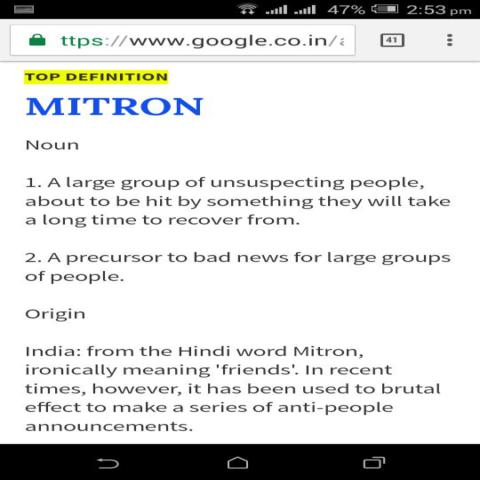 47% 2:53 pm
ttps://www.google.co.in/a
41
TOP DEFINITION
MITRON
Noun
1. A large group of unsuspecting people,
about to be hit by something they will take
a long time to recover from.
2. A precursor to bad news for large groups
of people.
Origin
India: from the Hindi word Mitron,
ironically meaning 'friends'. In recent
times, however, it has been used to brutal
effect to make a series of anti-people
announcements.